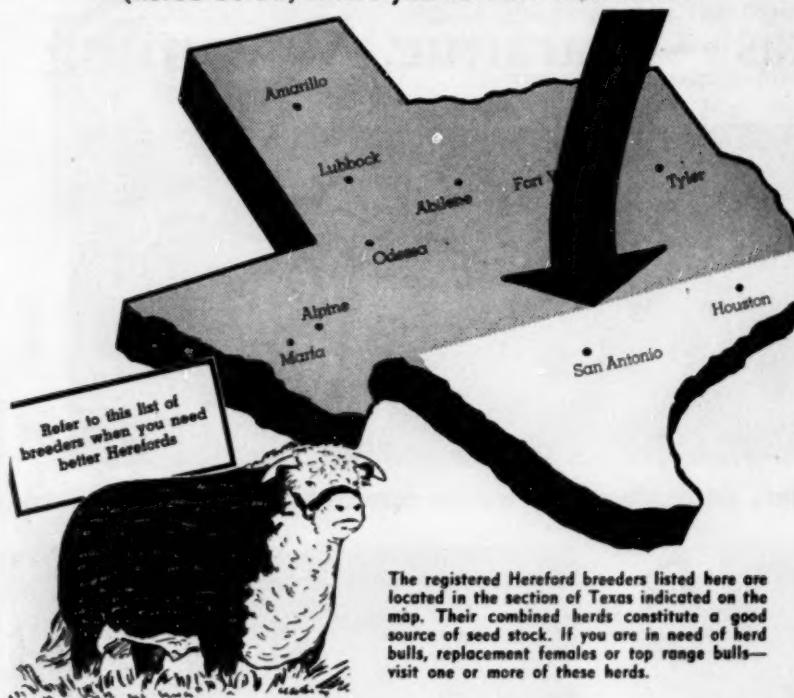 Amarillo
Lubbock
Abilene
Fort W
Tyler
Odessa
Alpine
Marfa
Houston
San Antonio
Refer to this list of
breeders when you need
better Herefords
The registered Hereford breeders listed here are
located in the section of Texas indicated on the
map. Their combined herds constitute a good
source of seed stock. If you are in need of herd
bulls, replacement females or top range bulls—
visit one or more of these herds.